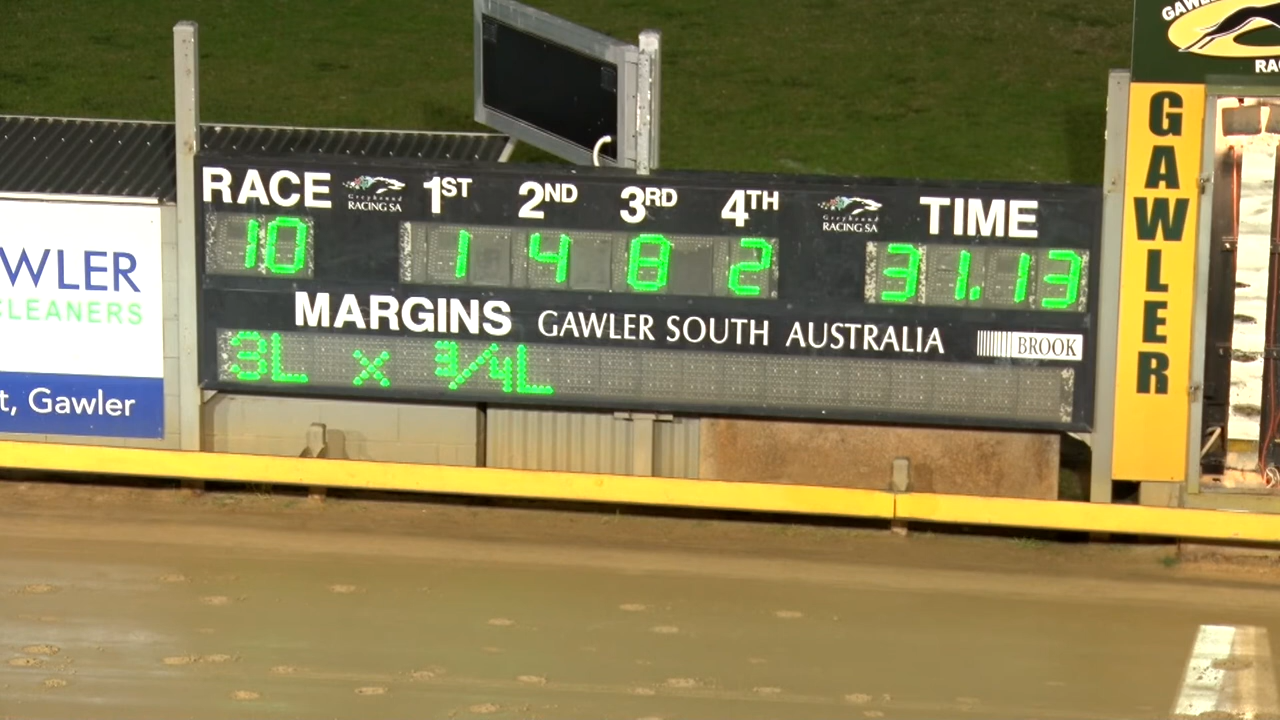 GAWLER
RACE
Greyhound
RACING SA
1ST 2ND 3RD 4TH
Greyhound
RACING SA
TIME
10 1 4 8 2 31.13
MARGINS GAWLER SOUTH AUSTRALIA BROOK
3L x 3/4L
WLER
CLEANERS
t, Gawler